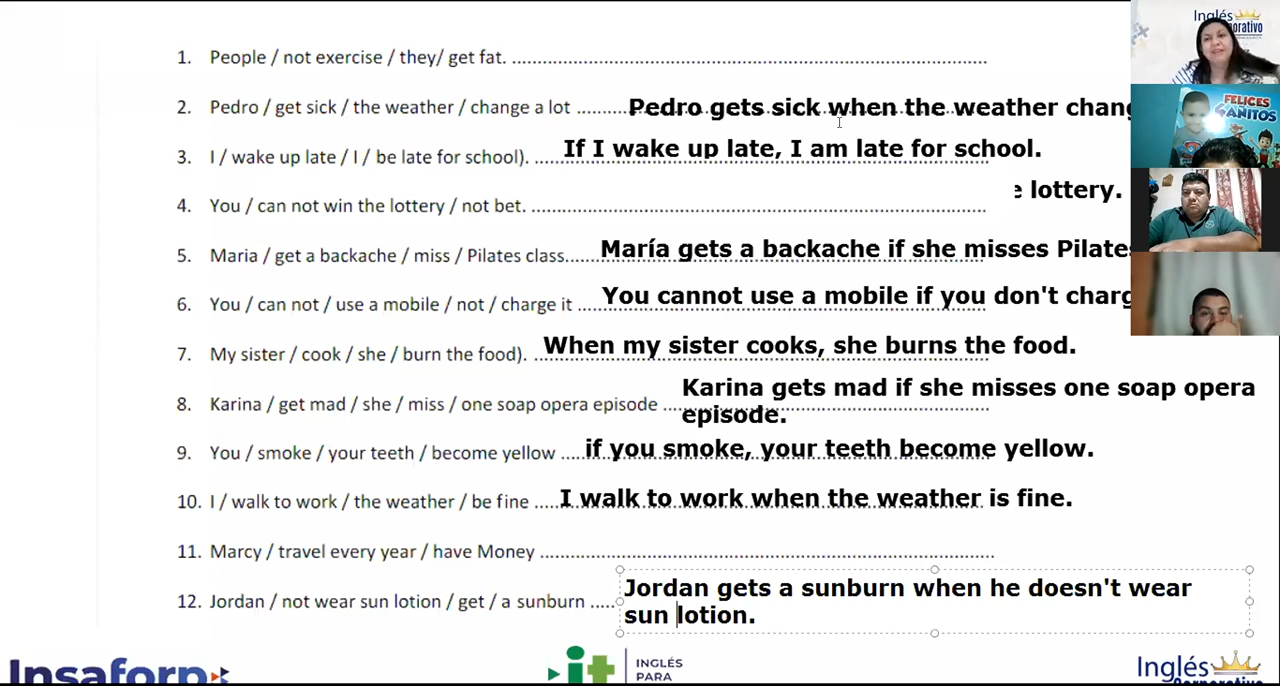 Inglés
1. People / not exercise / they/ get fat. ................................
2. Pedro / get sick / the weather / change a lot .......... Pedro gets sick when the weather
FELICES
AÑITOS
3. I / wake up late / I / be late for school). ..... If I wake up late, I am late for school.
lottery.
4. You / can not win the lottery / not bet. ................................
5. Maria / get a backache / miss / Pilates class...... María gets a backache if she misses Pilates
6. You / can not / use a mobile / not / charge it .... You cannot use a mobile if you don't
7. My sister / cook / she / burn the food). .... When my sister cooks, she burns the food.
8. Karina / get mad / she / miss / one soap opera episode .... Karina gets mad if she misses one soap opera
episode.
9. You / smoke / your teeth / become yellow .... if you smoke, your teeth become yellow.
10. I / walk to work / the weather / be fine ..... I walk to work when the weather is fine.
11. Marcy / travel every year / have Money ................................
12. Jordan / not wear sun lotion / get / a sunburn ..... Jordan gets a sunburn when he doesn't wear
sun lotion.
Insaforp
it
INGLÉS
PARA
Inglés
Corporativo